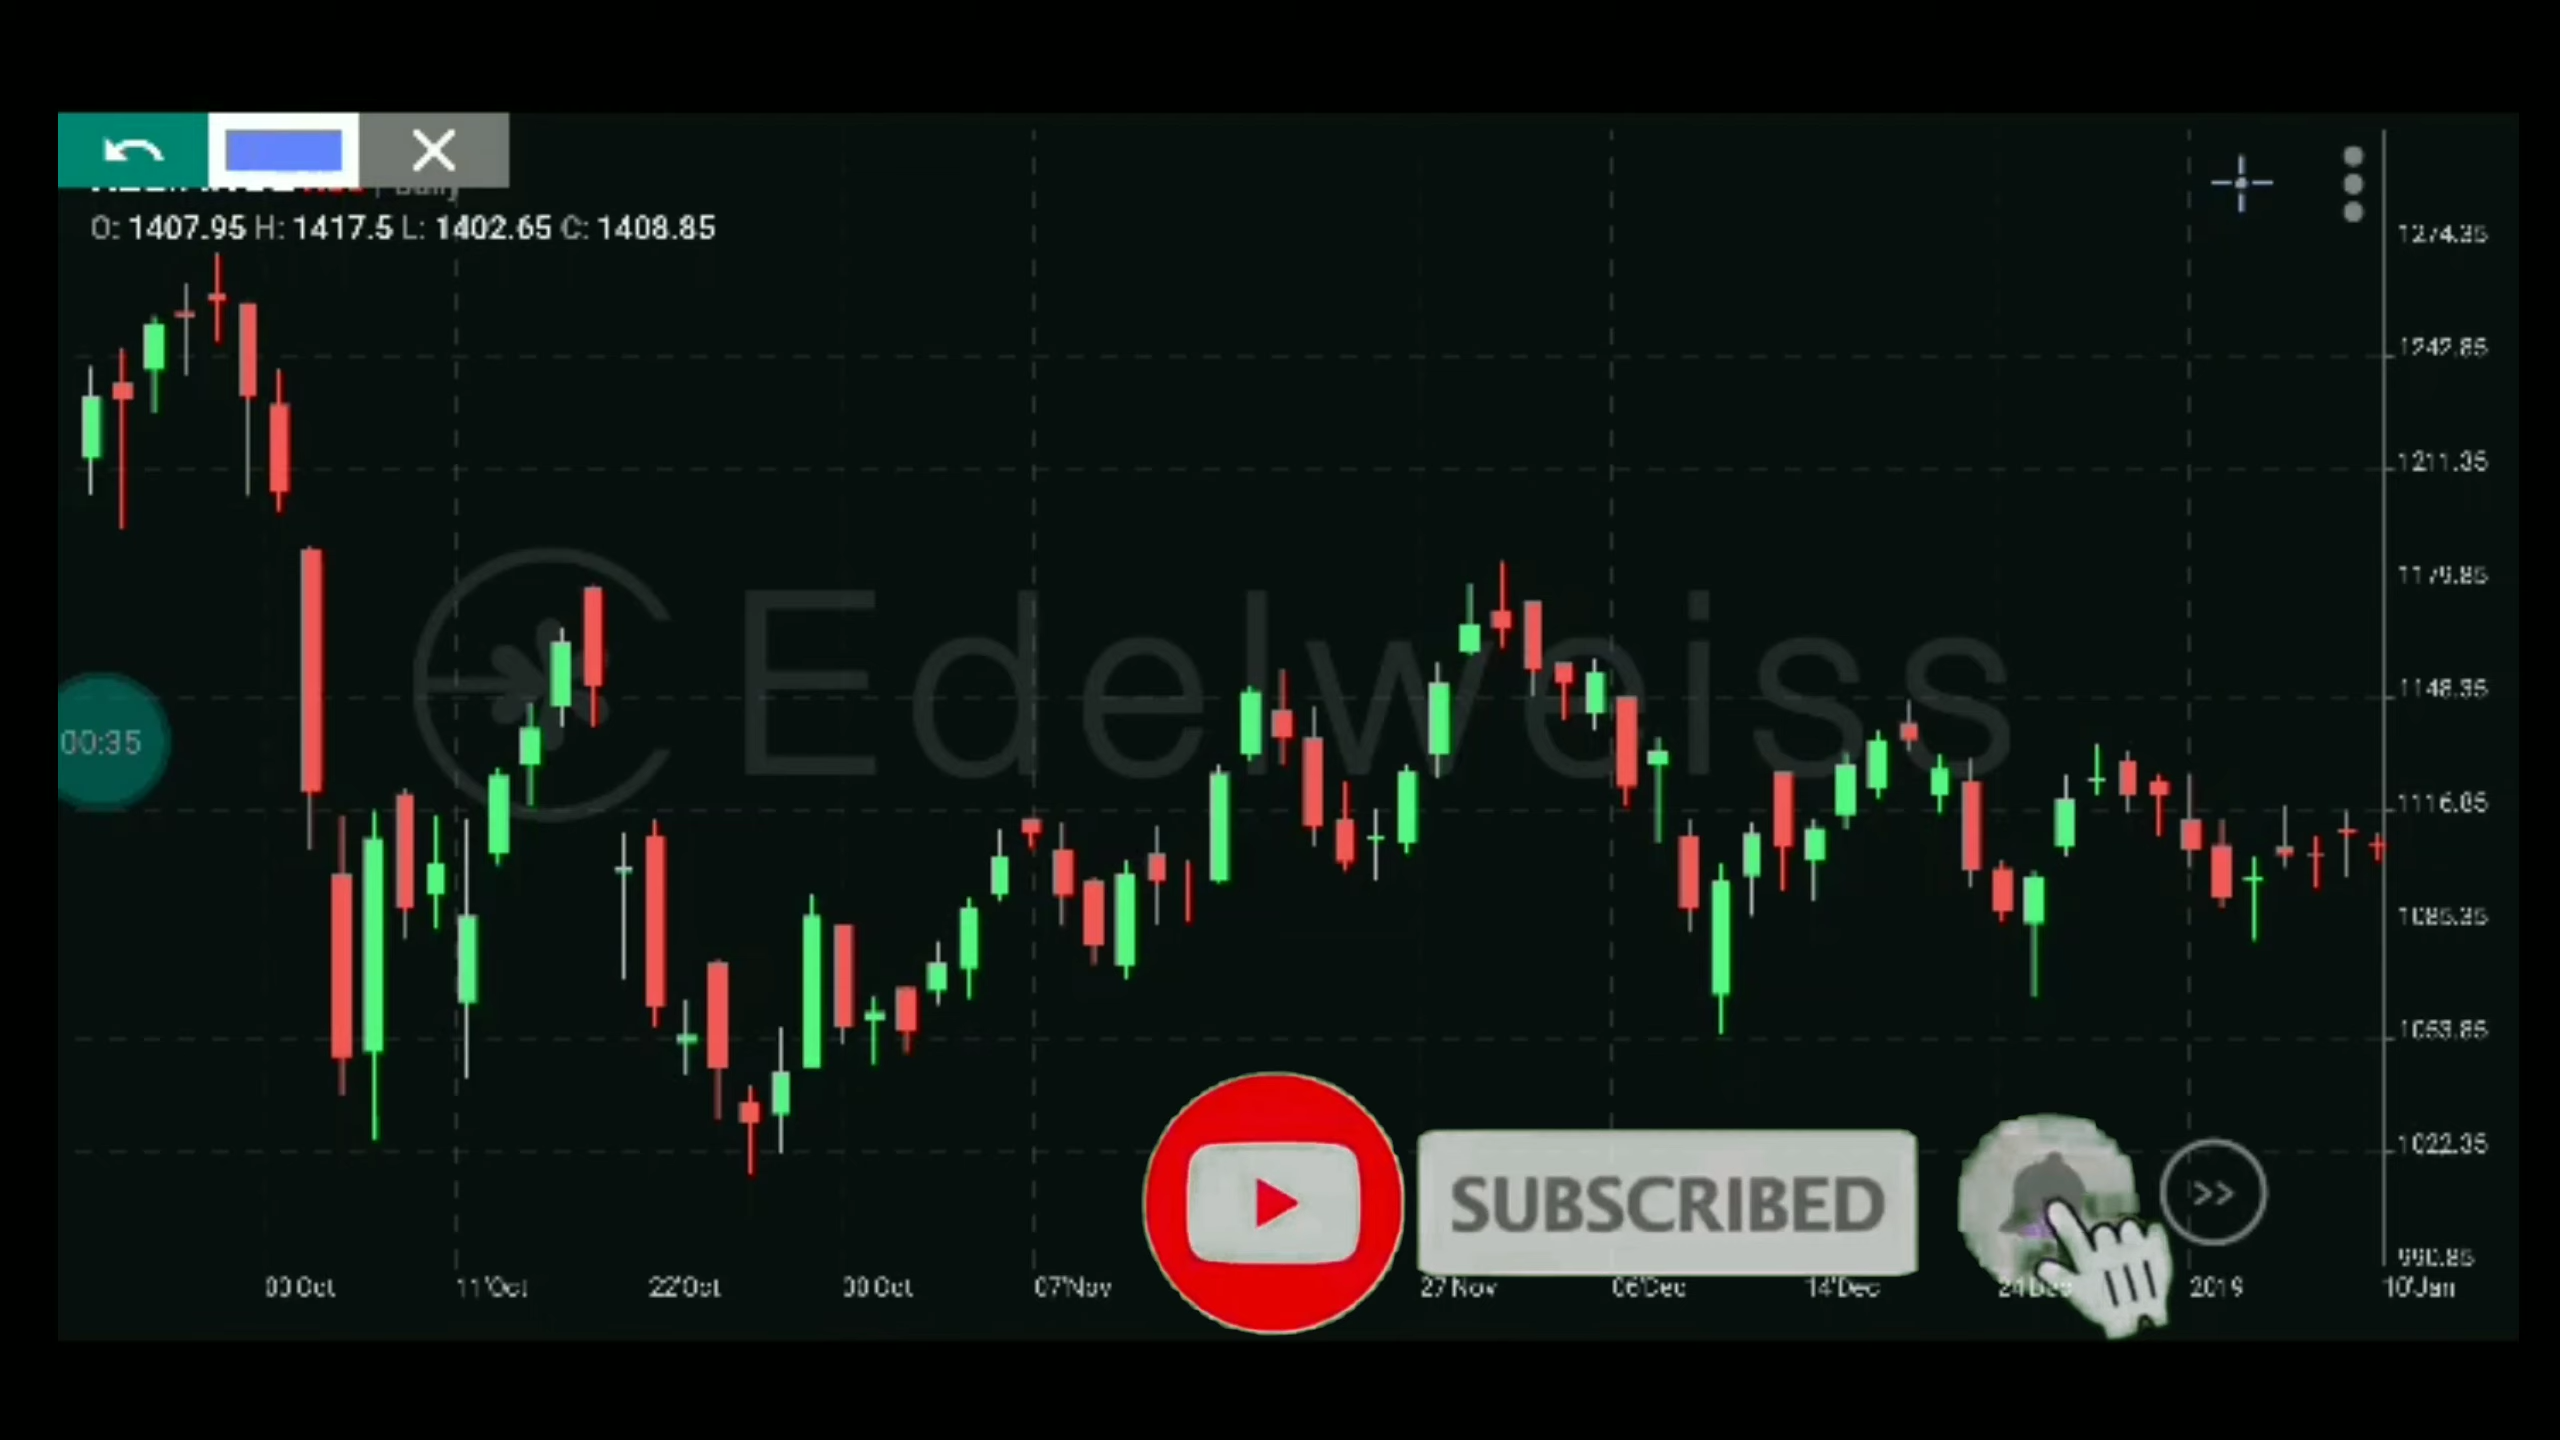 O: 1407.95 H: 1417.5 L: 1402.65 C: 1408.85
1274.35
1242.85
1211.35
1179.85
Edelweiss
1148.35
00:35
1116.85
1085.35
1053.85
1022.35
SUBSCRIBED
990.85
11'Oct
22'Oct
07'Nov
27'Nov
06'Dec
14'Dec
2019
10'Jan